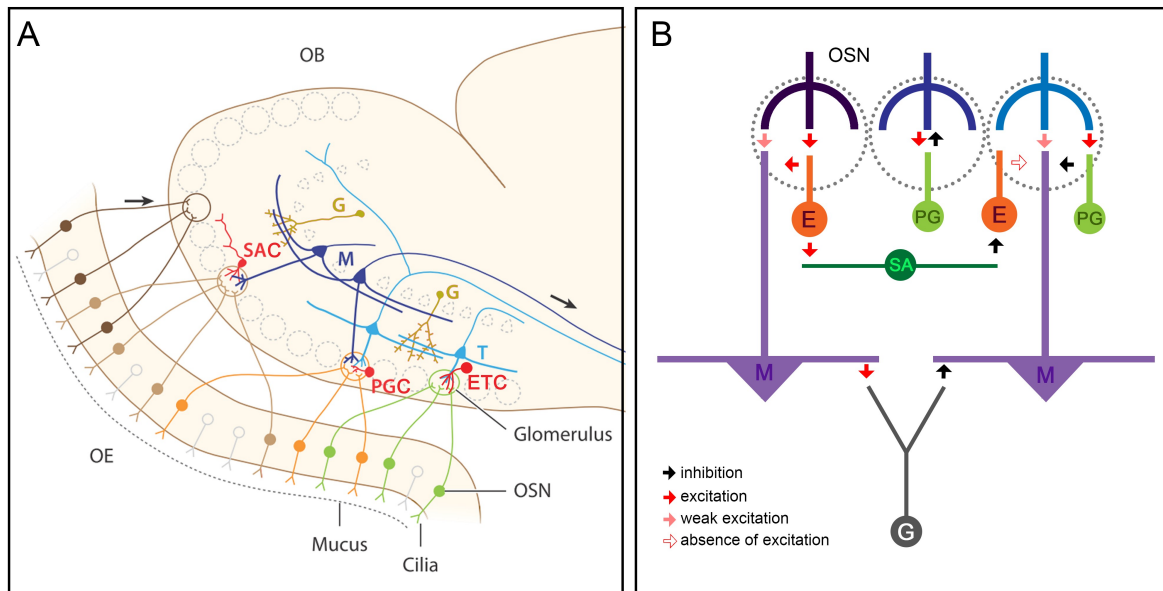 A
OB
G
SAC
M
G
T
PGC
ETC
Glomerulus
OE
OSN
Mucus
Cilia
B
OSN
E
PG
E
PG
SA
M
M
inhibition
excitation
weak excitation
absence of excitation
G